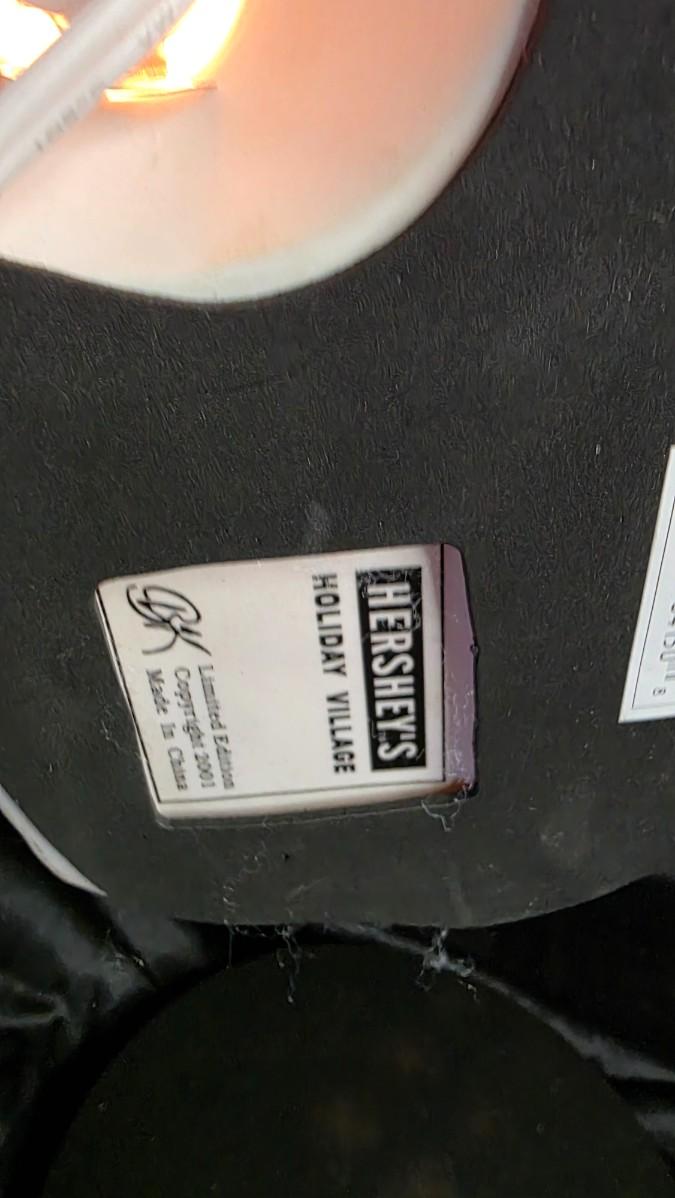 HERSHEY'S
HOLIDAY VILLAGE
Limited Edition
Copyright 2001
Made In China